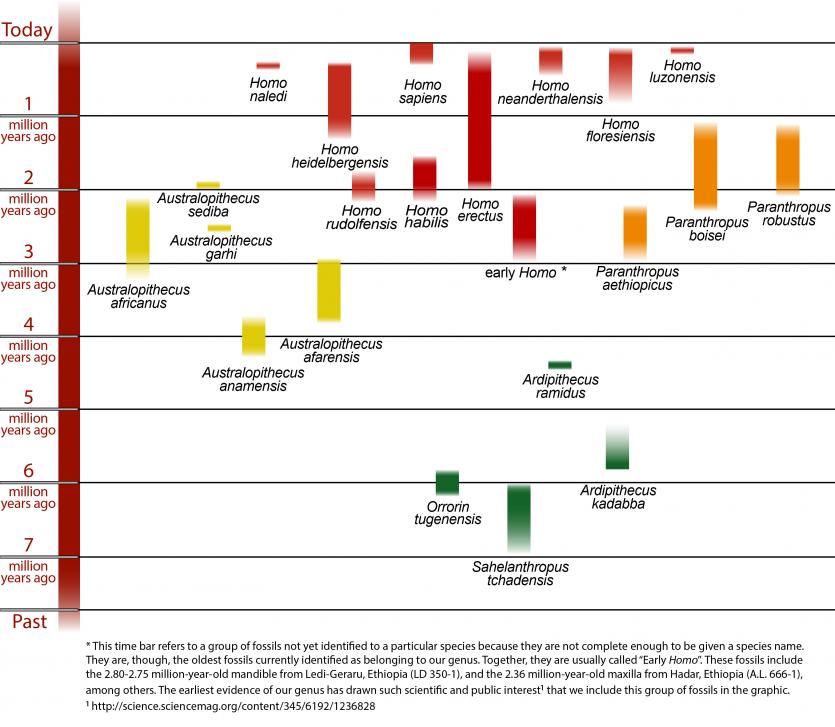 Today
Homo
naledi
Homo
sapiens
Homo
neanderthalensis
Homo
luzonensis
1
million
years ago
Homo
floresiensis
Homo
heidelbergensis
2
million
years ago
Australopithecus
sediba
Homo
rudolfensis
Homo
habilis
Homo
erectus
Paranthropus
boisei
Paranthropus
robustus
Australopithecus
garhi
3
million
years ago
early Homo *
Paranthropus
aethiopicus
Australopithecus
africanus
4
million
years ago
Australopithecus
afarensis
Australopithecus
anamensis
Ardipithecus
ramidus
5
million
years ago
6
million
years ago
Ardipithecus
kadabba
Orrorin
tugenensis
7
million
years ago
Sahelanthropus
tchadensis
Past
* This time bar refers to a group of fossils not yet identified to a particular species because they are not complete enough to be given a species name.
They are, though, the oldest fossils currently identified as belonging to our genus. Together, they are usually called “Early Homo”. These fossils include
the 2.80-2.75 million-year-old mandible from Ledi-Geraru, Ethiopia (LD 350-1), and the 2.36 million-year-old maxilla from Hadar, Ethiopia (A.L. 666-1),
among others. The earliest evidence of our genus has drawn such scientific and public interest¹ that we include this group of fossils in the graphic.
¹ http://science.sciencemag.org/content/345/6192/1236828